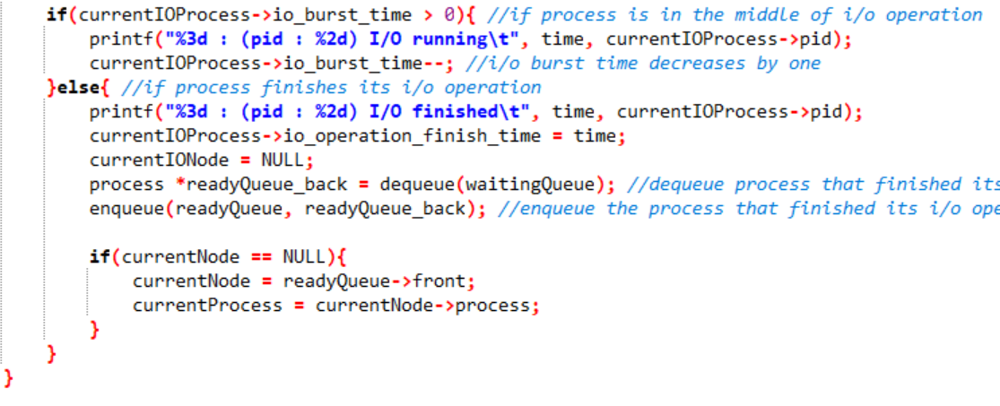 if(currentIOProcess->io_burst_time > 0){ //if process is in the middle of i/o operation
printf("%3d : (pid : %2d) I/O running\t", time, currentIOProcess->pid);
currentIOProcess->io_burst_time--; //i/o burst time decreases by one
}else{ //if process finishes its i/o operation
printf("%3d : (pid : %2d) I/O finished\t", time, currentIOProcess->pid);
currentIOProcess->io_operation_finish_time = time;
currentIONode = NULL;
process *readyQueue_back = dequeue(waitingQueue); //dequeue process that finished its
enqueue(readyQueue, readyQueue_back); //enqueue the process that finished its i/o ope
if(currentNode == NULL){
currentNode = readyQueue->front;
currentProcess = currentNode->process;
}
}
}